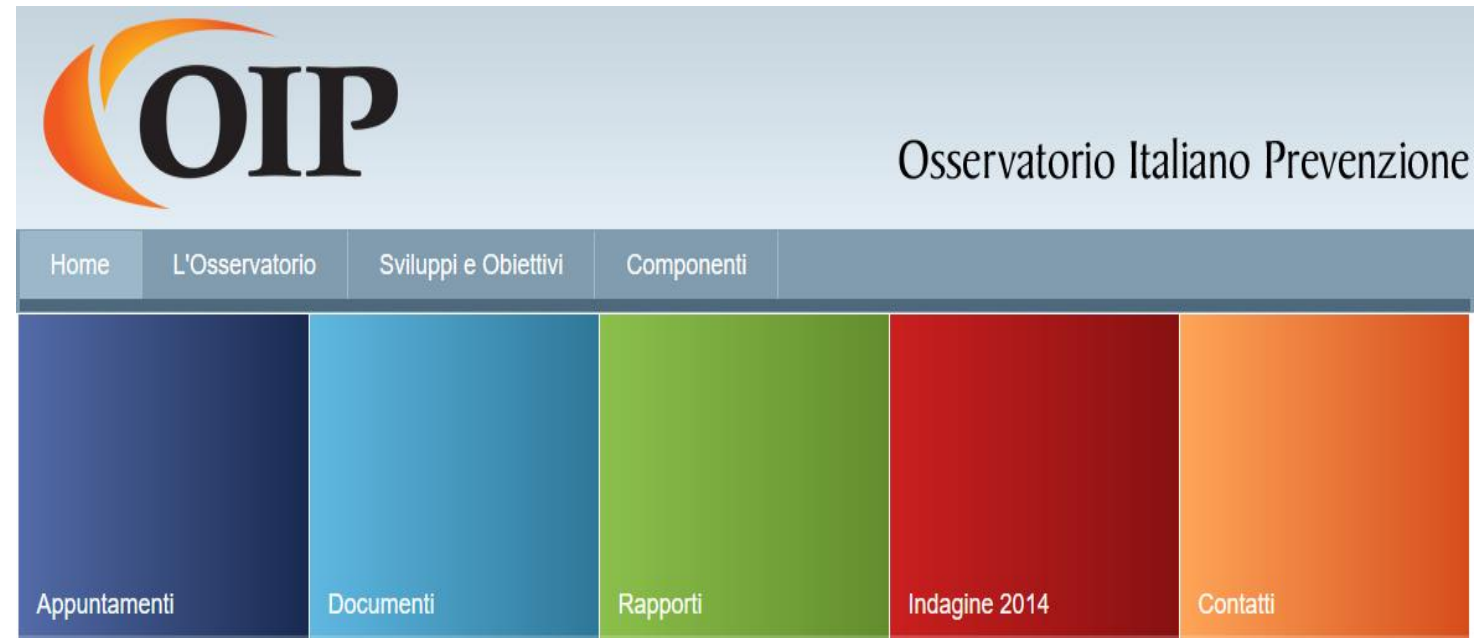 OIP
Osservatorio Italiano Prevenzione
Home L'Osservatorio Sviluppi e Obiettivi Componenti
Appuntamenti Documenti Rapporti Indagine 2014 Contatti